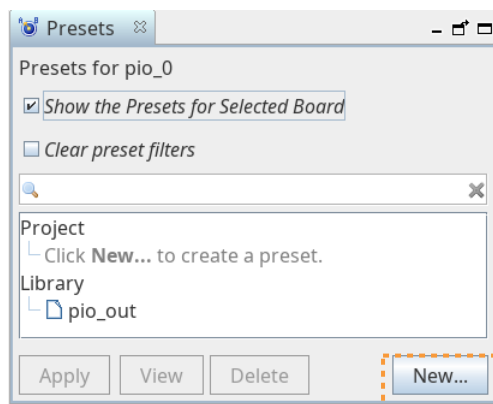 Presets
Presets for pio_0
Show the Presets for Selected Board
Clear preset filters
Project
Click New... to create a preset.
Library
pio_out
Apply View Delete New...